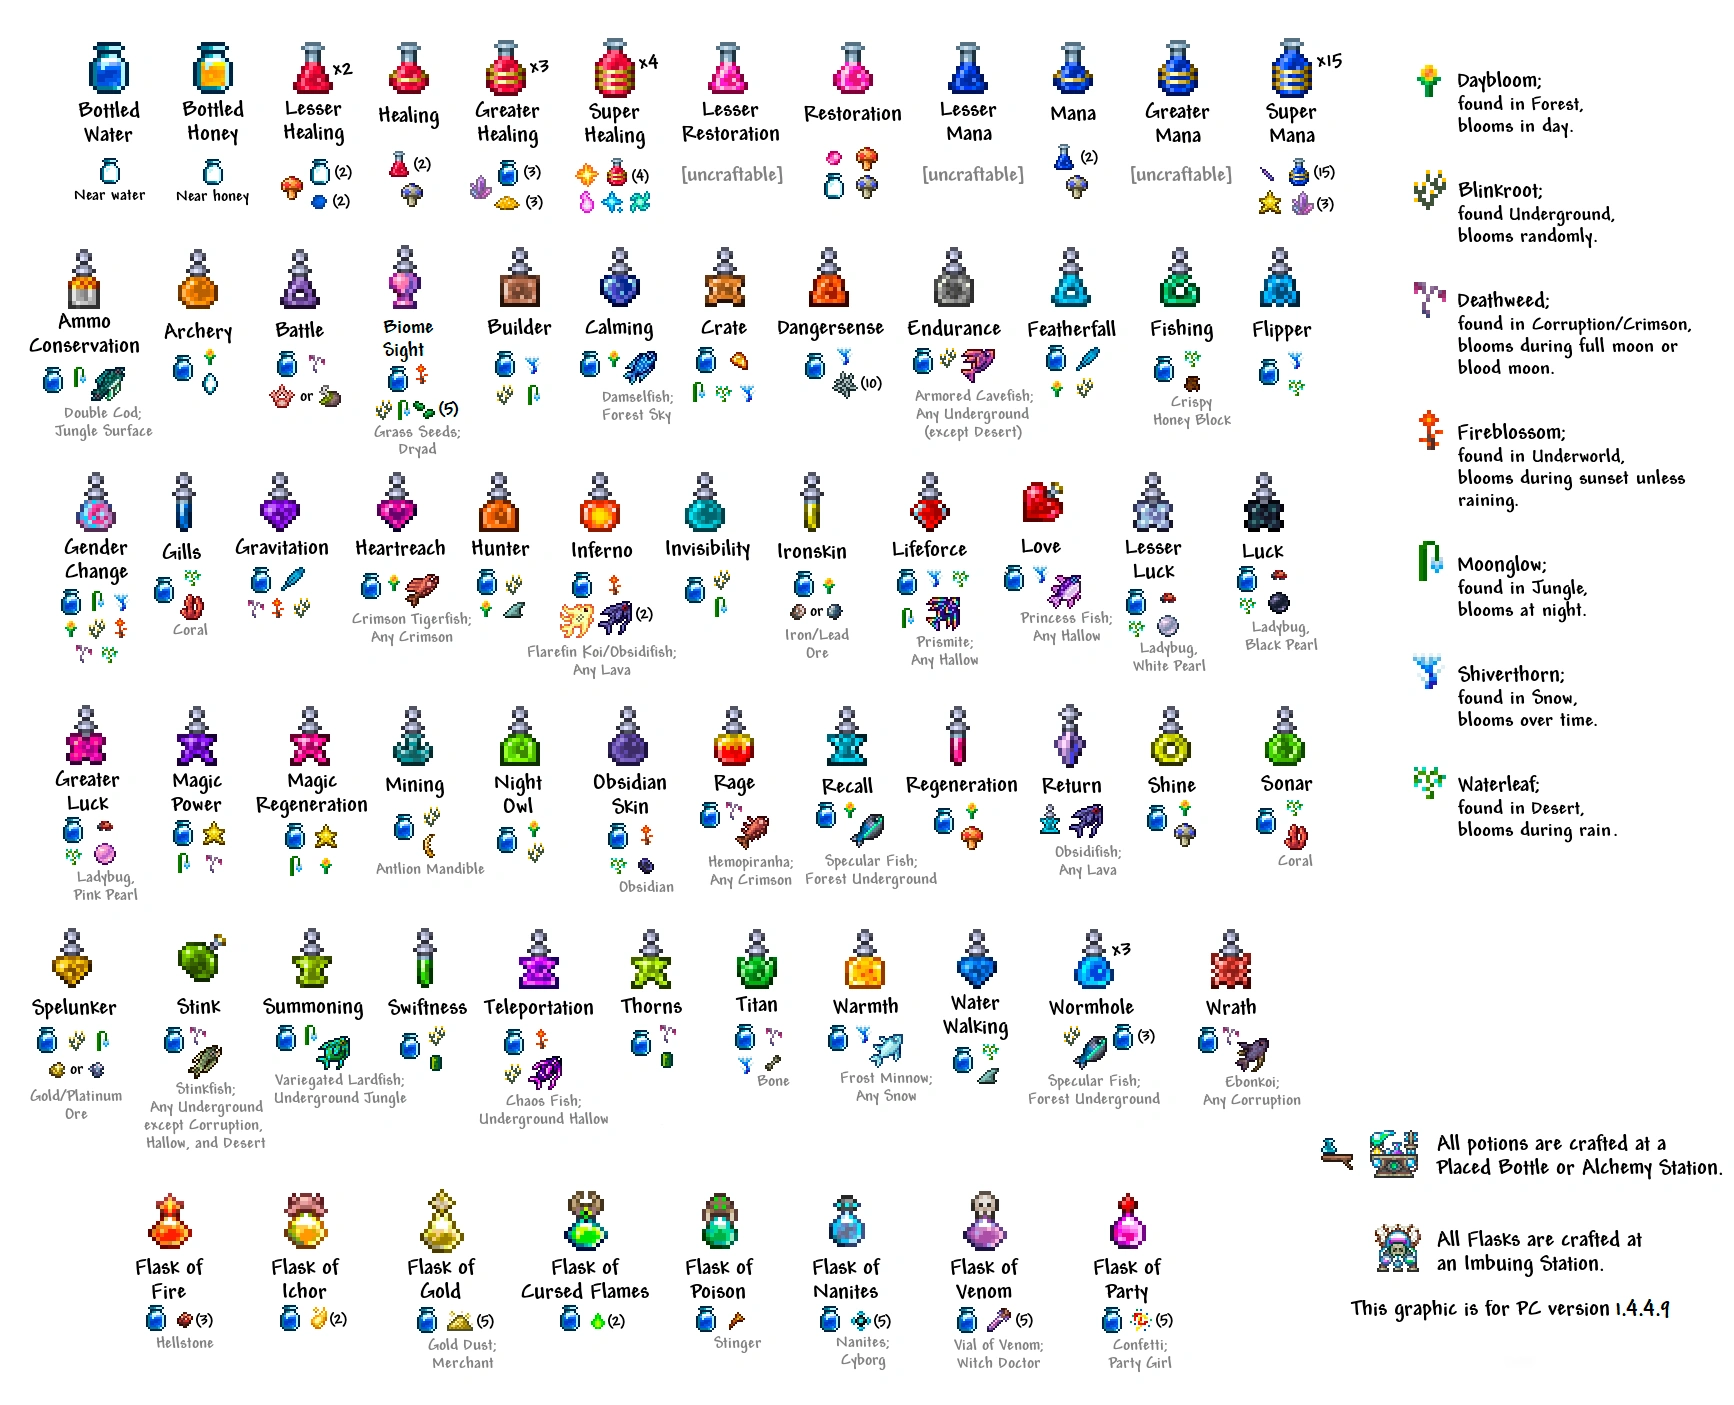 x2
x3
x4
x15
Bottled
Water
Bottled
Honey
Lesser
Healing
Healing
Greater
Healing
Super
Healing
Lesser
Restoration
Restoration
Lesser
Mana
Mana
Greater
Mana
Super
Mana
Near water
Near honey
(2)
(2)
(2)
(3)
(3)
(4)
[uncraftable]
[uncraftable]
(2)
[uncraftable]
(15)
(3)
Ammo
Conservation
Double Cod;
Jungle Surface
Archery
Battle
or
Biome
Sight
(5)
Grass Seeds;
Dryad
Builder
Calming
Damselfish;
Forest Sky
Crate
Dangersense
(10)
Endurance
Armored Cavefish;
Any Underground
(except Desert)
Featherfall
Fishing
Crispy
Honey Block
Flipper
Gender
Change
Gills
Coral
Gravitation
Heartreach
Crimson Tigerfish;
Any Crimson
Hunter
Inferno
(2)
Flarefin Koi/Obsidifish;
Any Lava
Invisibility
Ironskin
or
Iron/Lead
Ore
Lifeforce
Prismite;
Any Hallow
Love
Princess Fish;
Any Hallow
Lesser
Luck
Ladybug,
White Pearl
Luck
Ladybug,
Black Pearl
Greater
Luck
Ladybug,
Pink Pearl
Magic
Power
Magic
Regeneration
Mining
Antlion Mandible
Night
Owl
Obsidian
Skin
Obsidian
Rage
Hemopiranha;
Any Crimson
Recall
Specular Fish;
Forest Underground
Regeneration
Return
Obsidifish;
Any Lava
Shine
Sonar
Coral
Spelunker
or
Gold/Platinum
Ore
Stink
Stinkfish;
Any Underground
except Corruption,
Hallow, and Desert
Summoning
Variegated Lardfish;
Underground Jungle
Swiftness
Teleportation
Chaos Fish;
Underground Hallow
Thorns
Titan
Bone
Warmth
Frost Minnow;
Any Snow
Water
Walking
x3
Wormhole
(3)
Specular Fish;
Forest Underground
Wrath
Ebonkoi;
Any Corruption
Flask of
Fire
(3)
Hellstone
Flask of
Ichor
(2)
Flask of
Gold
(5)
Gold Dust;
Merchant
Flask of
Cursed Flames
(2)
Flask of
Poison
Stinger
Flask of
Nanites
(5)
Nanites;
Cyborg
Flask of
Venom
(5)
Vial of Venom;
Witch Doctor
Flask of
Party
(5)
Confetti;
Party Girl
Daybloom;
found in Forest,
blooms in day.
Blinkroot;
found Underground,
blooms randomly.
Deathweed;
found in Corruption/Crimson,
blooms during full moon or
blood moon.
Fireblossom;
found in Underworld,
blooms during sunset unless
raining.
Moonglow;
found in Jungle,
blooms at night.
Shiverthorn;
found in Snow,
blooms over time.
Waterleaf;
found in Desert,
blooms during rain.
All potions are crafted at a
Placed Bottle or Alchemy Station.
All Flasks are crafted at
an Imbuing Station.
This graphic is for PC version 1.4.4.9